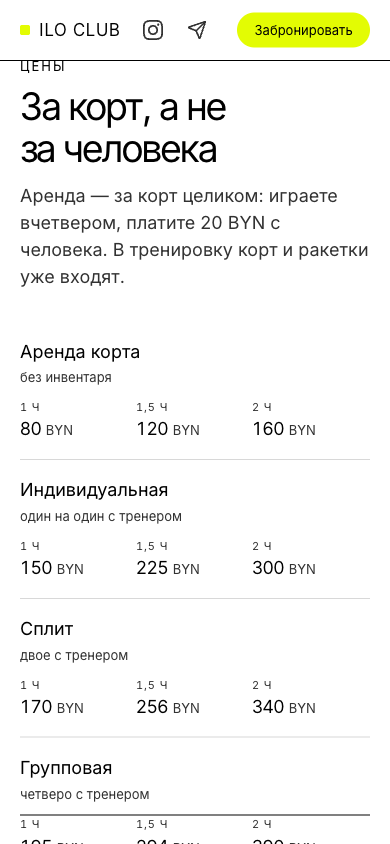 ILO CLUB
Забронировать
ЦЕНЫ
За корт, а не
за человека
Аренда — за корт целиком: играете
вчетвером, платите 20 BYN с
человека. В тренировку корт и ракетки
уже входят.
Аренда корта
без инвентаря
1 Ч 1,5 Ч 2 Ч
80 BYN 120 BYN 160 BYN
Индивидуальная
один на один с тренером
1 Ч 1,5 Ч 2 Ч
150 BYN 225 BYN 300 BYN
Сплит
двое с тренером
1 Ч 1,5 Ч 2 Ч
170 BYN 256 BYN 340 BYN
Групповая
четверо с тренером
1 Ч 1,5 Ч 2 Ч